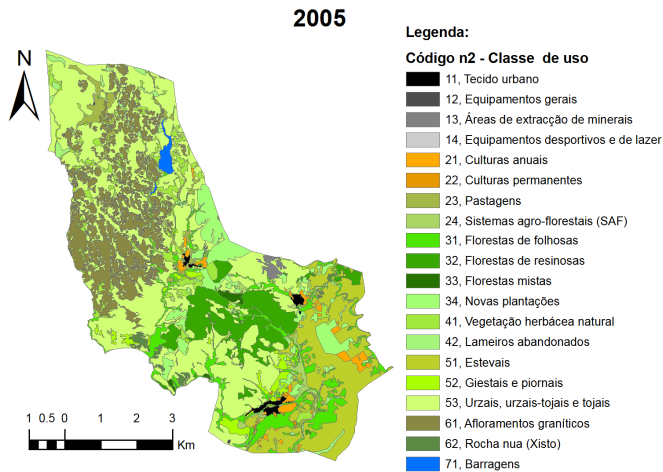 2005
Legenda:
Código n2 - Classe de uso
N
11, Tecido urbano
12, Equipamentos gerais
13, Áreas de extracção de minerais
14, Equipamentos desportivos e de lazer
21, Culturas anuais
22, Culturas permanentes
23, Pastagens
24, Sistemas agro-florestais (SAF)
31, Florestas de folhosas
32, Florestas de resinosas
33, Florestas mistas
34, Novas plantações
41, Vegetação herbácea natural
42, Lameiros abandonados
51, Estevais
52, Giestais e piornais
53, Urzais, urzais-tojais e tojais
61, Afloramentos graníticos
62, Rocha nua (Xisto)
71, Barragens
1 0.5 0 1 2 3
Km